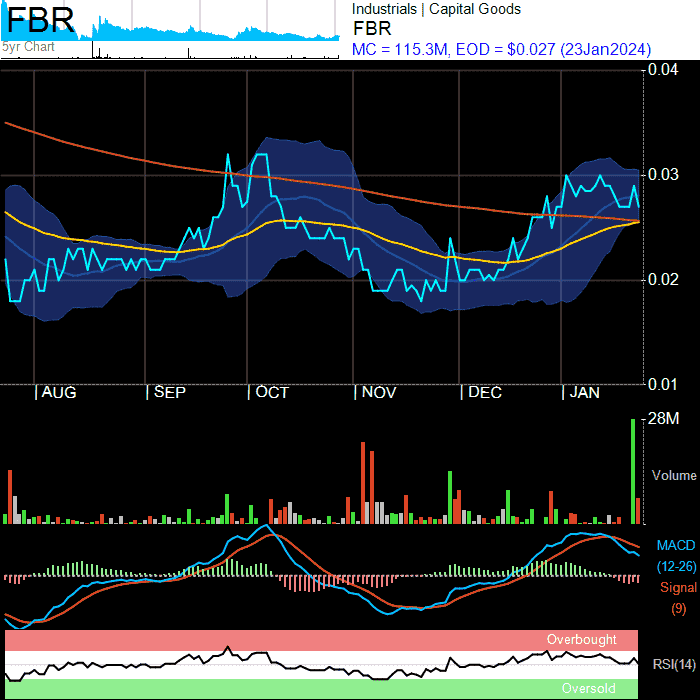 FBR
5yr Chart
Industrials | Capital Goods
FBR
MC = 115.3M, EOD = $0.027 (23Jan2024)
0.04
0.03
0.02
0.01
AUG SEP OCT NOV DEC JAN
28M
Volume
MACD
(12-26)
Signal
(9)
Overbought
RSI(14)
Oversold